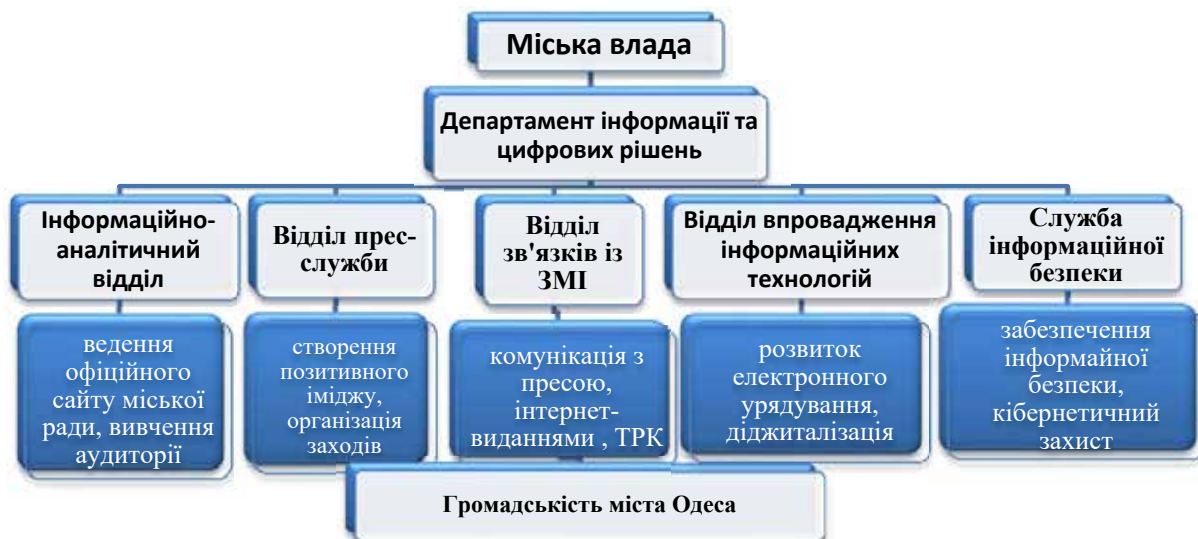 Міська влада
Департамент інформації та
цифрових рішень
Інформаційно-
аналітичний
відділ
Відділ прес-
служби
Відділ
зв'язків із
ЗМІ
Відділ впровадження
інформаційних
технологій
Служба
інформаційної
безпеки
ведення
офіційного
сайту міської
ради, вивчення
аудиторії
створення
позитивного
іміджу,
організація
заходів
комунікація з
пресою,
інтернет-
виданнями , ТРК
розвиток
електронного
урядування,
діджиталізація
забезпечення
інформайної
безпеки,
кібернетичний
захист
Громадськість міста Одеса